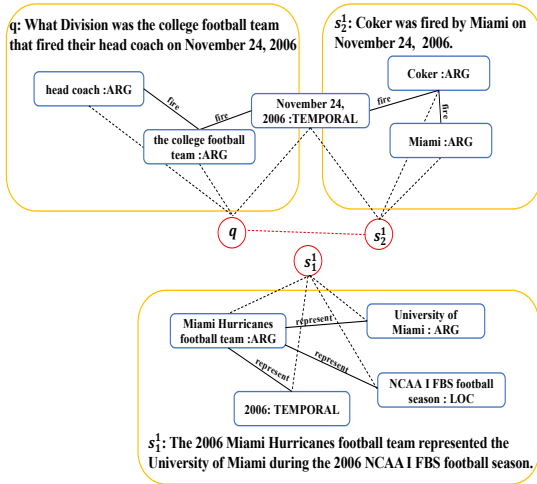 q: What Division was the college football team
that fired their head coach on November 24, 2006
s₂¹: Coker was fired by Miami on
November 24, 2006.
head coach :ARG
fire
fire
the college football
team :ARG
November 24,
2006 :TEMPORAL
fire
Coker :ARG
fire
Miami : ARG
q
s₂¹
s₁¹
Miami Hurricanes
football team :ARG
represent
University of
Miami : ARG
represent
represent
2006: TEMPORAL
NCAA I FBS football
season : LOC
s₁¹: The 2006 Miami Hurricanes football team represented the
University of Miami during the 2006 NCAA I FBS football season.